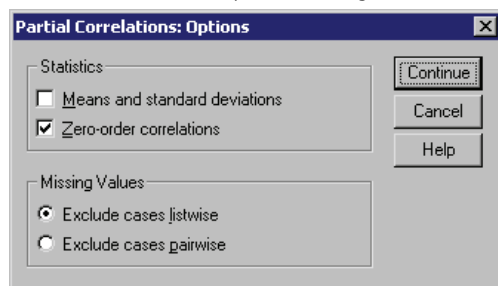 Partial Correlations: Options
Statistics
Means and standard deviations
Zero-order correlations
Missing Values
Exclude cases listwise
Exclude cases pairwise
Continue
Cancel
Help